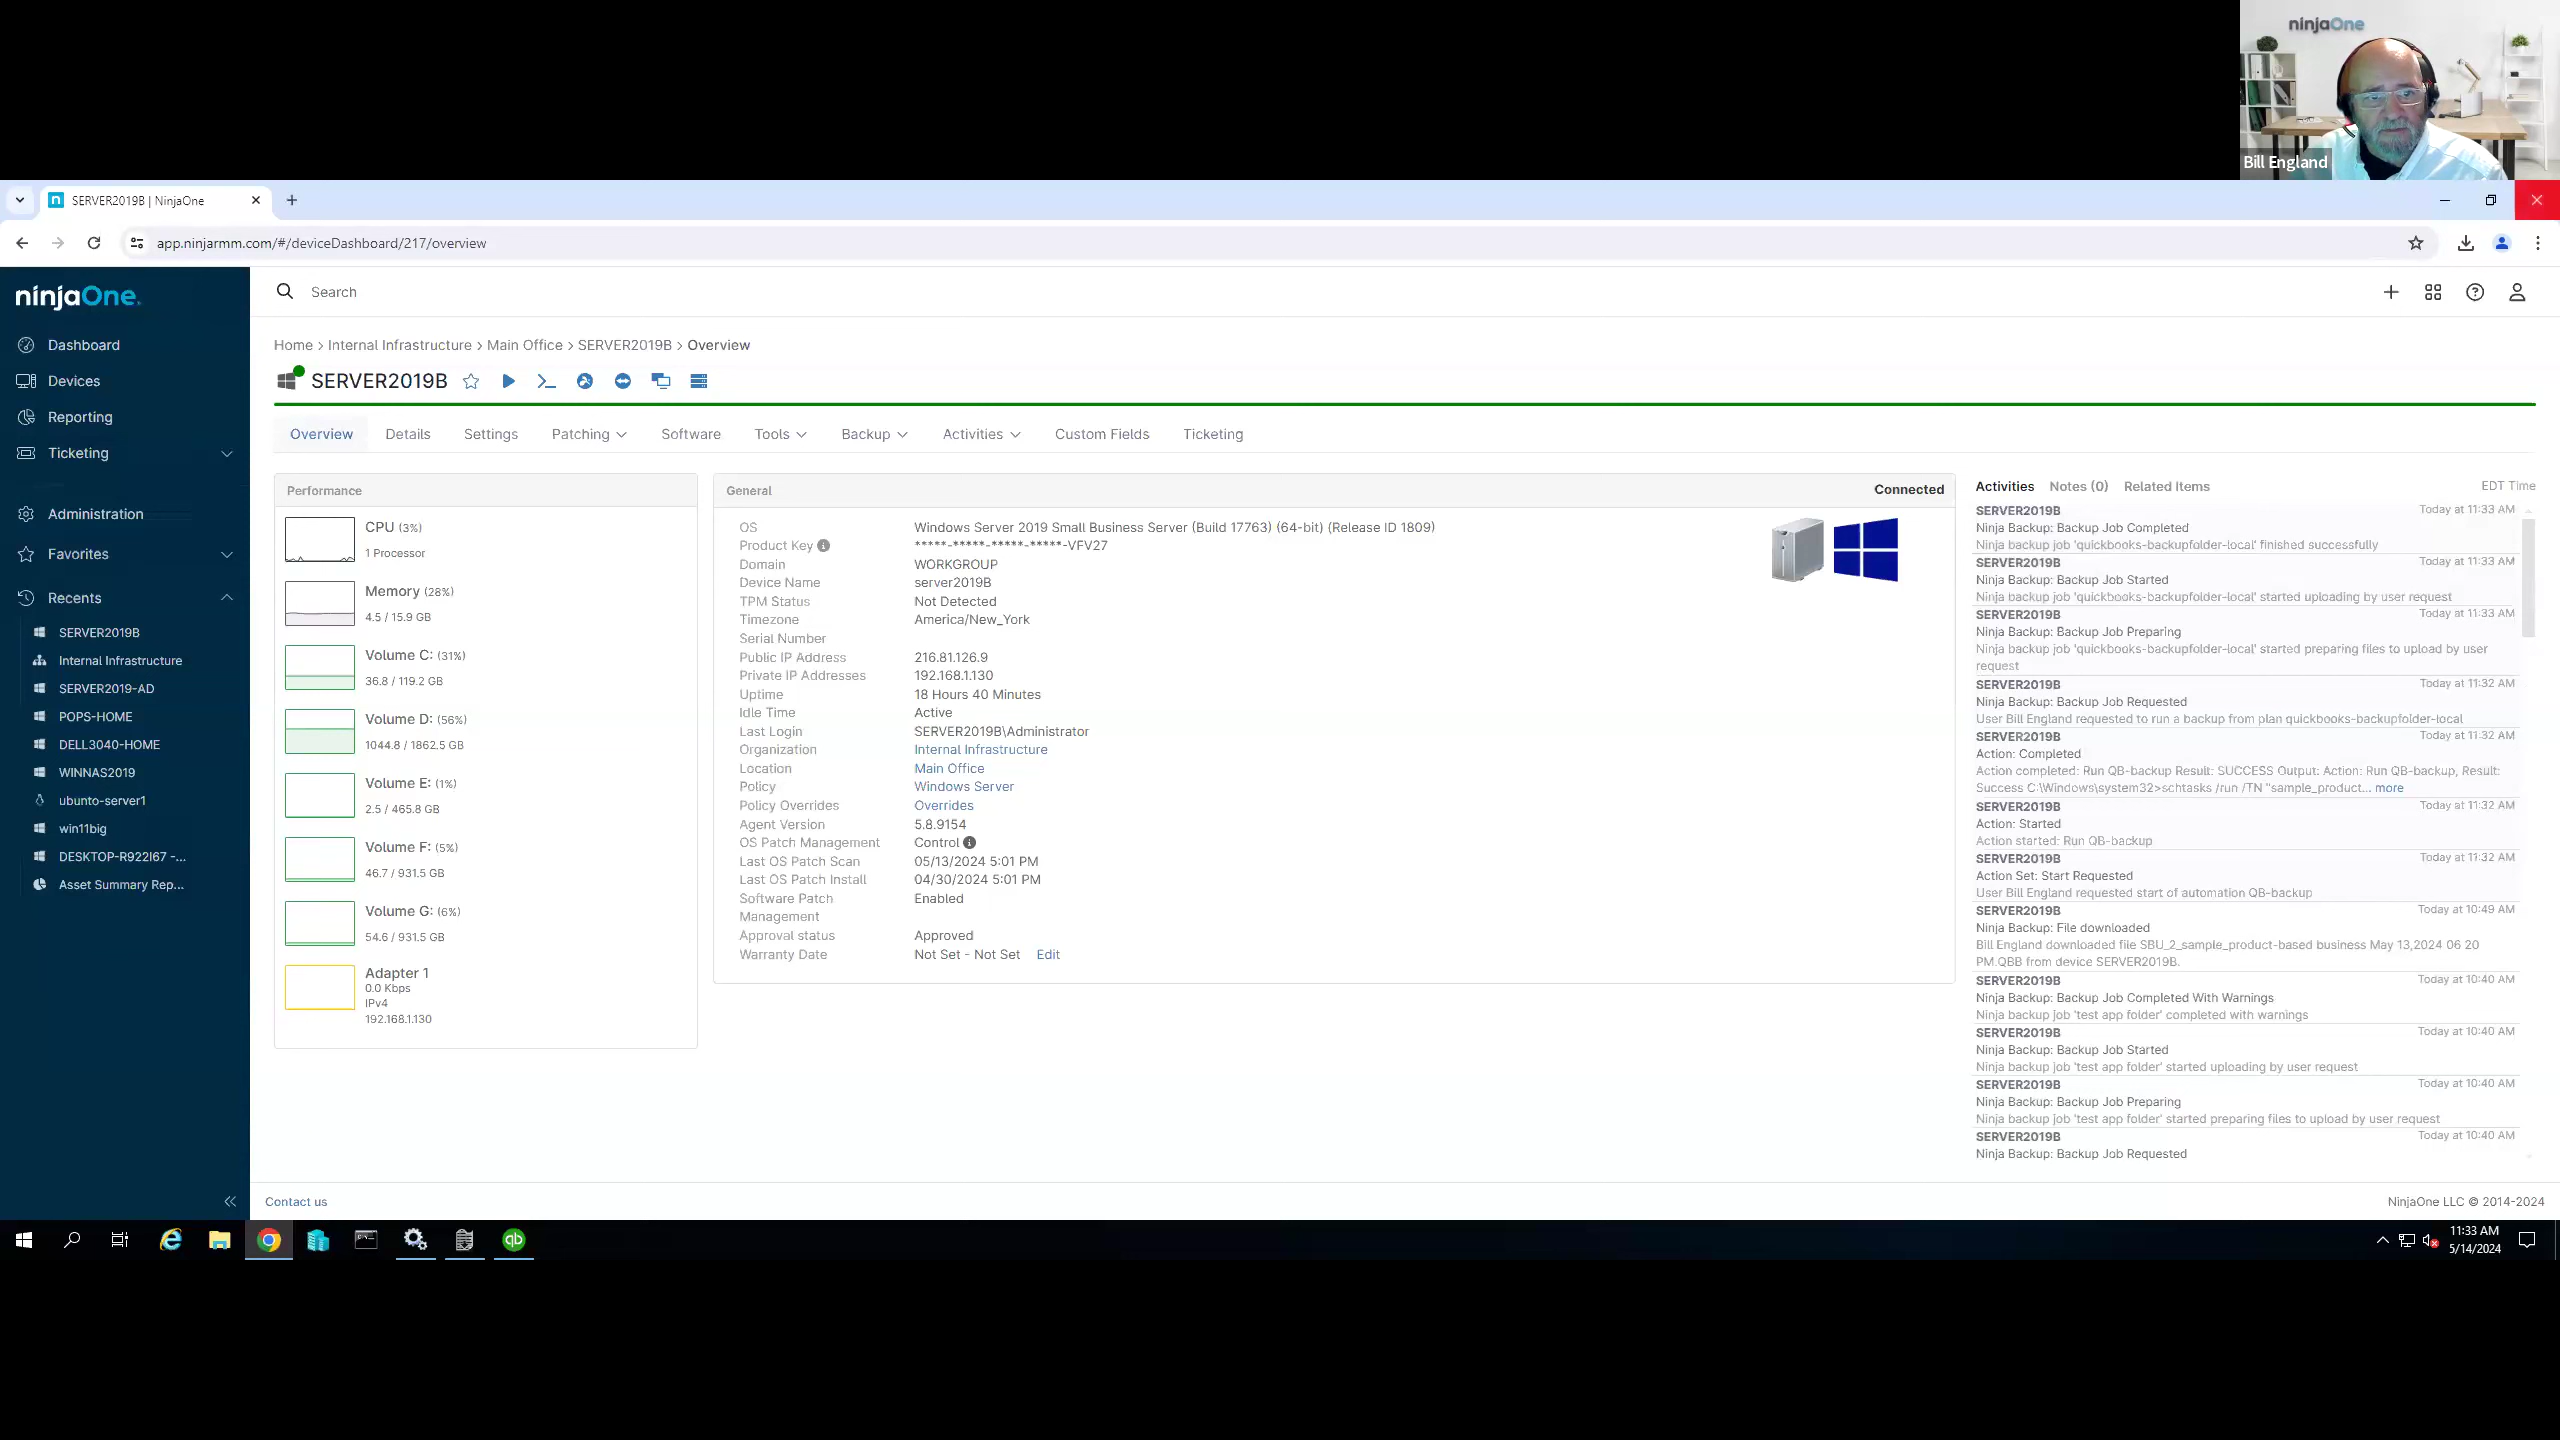 ninjaOne
Bill England
SERVER2019B | NinjaOne
app.ninjarmm.com/#/deviceDashboard/217/overview
ninjaOne.
Search
Dashboard
Devices
Reporting
Ticketing
Administration
Favorites
Recents
SERVER2019B
Internal Infrastructure
SERVER2019-AD
POPS-HOME
DELL3040-HOME
WINNAS2019
ubunto-server1
win11big
DESKTOP-R922I67 -...
Asset Summary Rep...
Home > Internal Infrastructure > Main Office > SERVER2019B > Overview
SERVER2019B
Overview Details Settings Patching Software Tools Backup Activities Custom Fields Ticketing
Performance
CPU (3%)
1 Processor
Memory (28%)
4.5 / 15.9 GB
Volume C: (31%)
36.8 / 119.2 GB
Volume D: (56%)
1044.8 / 1862.5 GB
Volume E: (1%)
2.5 / 465.8 GB
Volume F: (5%)
46.7 / 931.5 GB
Volume G: (6%)
54.6 / 931.5 GB
Adapter 1
0.0 Kbps
IPv4
192.168.1.130
General Connected
OS Windows Server 2019 Small Business Server (Build 17763) (64-bit) (Release ID 1809)
Product Key *****-*****-*****-*****-VFV27
Domain WORKGROUP
Device Name server2019B
TPM Status Not Detected
Timezone America/New_York
Serial Number
Public IP Address 216.81.126.9
Private IP Addresses 192.168.1.130
Uptime 18 Hours 40 Minutes
Idle Time Active
Last Login SERVER2019B\Administrator
Organization Internal Infrastructure
Location Main Office
Policy Windows Server
Policy Overrides Overrides
Agent Version 5.8.9154
OS Patch Management Control
Last OS Patch Scan 05/13/2024 5:01 PM
Last OS Patch Install 04/30/2024 5:01 PM
Software Patch Enabled
Management
Approval status Approved
Warranty Date Not Set - Not Set Edit
Activities Notes (0) Related Items EDT Time
SERVER2019B Today at 11:33 AM
Ninja Backup: Backup Job Completed
Ninja backup job 'quickbooks-backupfolder-local' finished successfully
SERVER2019B Today at 11:33 AM
Ninja Backup: Backup Job Started
Ninja backup job 'quickbooks-backupfolder-local' started uploading by user request
SERVER2019B Today at 11:33 AM
Ninja Backup: Backup Job Preparing
Ninja backup job 'quickbooks-backupfolder-local' started preparing files to upload by user
request
SERVER2019B Today at 11:32 AM
Ninja Backup: Backup Job Requested
User Bill England requested to run a backup from plan quickbooks-backupfolder-local
SERVER2019B Today at 11:32 AM
Action: Completed
Action completed: Run QB-backup Result: SUCCESS Output: Action: Run QB-backup, Result:
Success C:\Windows\system32>schtasks /run /TN "sample_product... more
SERVER2019B Today at 11:32 AM
Action: Started
Action started: Run QB-backup
SERVER2019B Today at 11:32 AM
Action Set: Start Requested
User Bill England requested start of automation QB-backup
SERVER2019B Today at 10:49 AM
Ninja Backup: File downloaded
Bill England downloaded file SBU_2_sample_product-based business May 13,2024 06 20
PM.QBB from device SERVER2019B.
SERVER2019B Today at 10:40 AM
Ninja Backup: Backup Job Completed With Warnings
Ninja backup job 'test app folder' completed with warnings
SERVER2019B Today at 10:40 AM
Ninja Backup: Backup Job Started
Ninja backup job 'test app folder' started uploading by user request
SERVER2019B Today at 10:40 AM
Ninja Backup: Backup Job Preparing
Ninja backup job 'test app folder' started preparing files to upload by user request
SERVER2019B Today at 10:40 AM
Ninja Backup: Backup Job Requested
Contact us
NinjaOne LLC © 2014-2024
qb
11:33 AM
5/14/2024